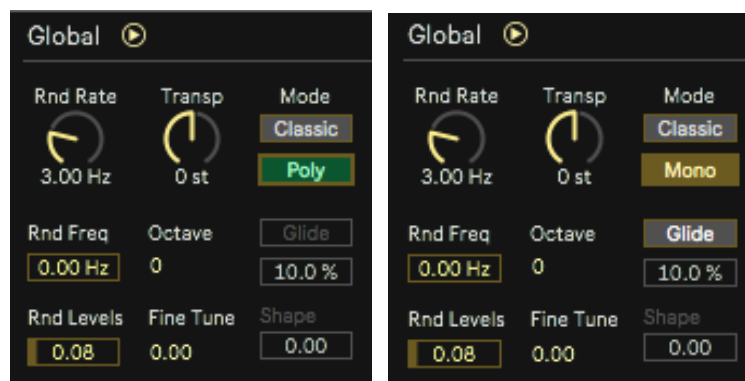 Global
Rnd Rate Transp Mode
Classic
3.00 Hz 0 st Poly
Rnd Freq Octave Glide
0.00 Hz 0 10.0 %
Rnd Levels Fine Tune Shape
0.08 0.00 0.00
Global
Rnd Rate Transp Mode
Classic
3.00 Hz 0 st Mono
Rnd Freq Octave Glide
0.00 Hz 0 10.0 %
Rnd Levels Fine Tune Shape
0.08 0.00 0.00